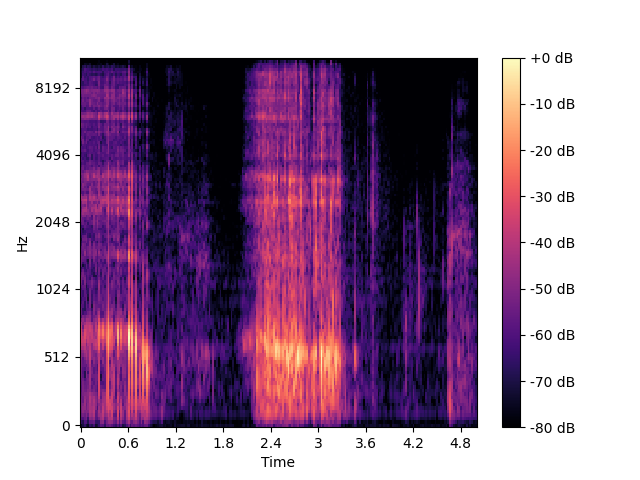 +0 dB
8192
-10 dB
4096
-20 dB
-30 dB
2048
Hz
-40 dB
1024
-50 dB
512
-60 dB
-70 dB
0
-80 dB
0 0.6 1.2 1.8 2.4 3 3.6 4.2 4.8
Time